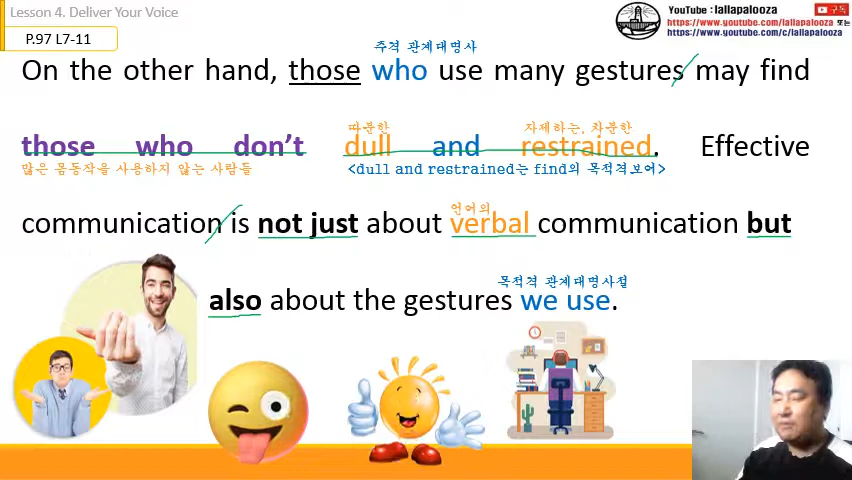 Lesson 4. Deliver Your Voice
P.97 L7-11
YouTube : lallapalooza
구독
https://www.youtube.com/lallapalooza 또는
https://www.youtube.com/c/lallapalooza
주격 관계대명사
On the other hand, those who use many gestures may find
따분한 자제하는, 차분한
those who don't dull and restrained. Effective
많은 몸동작을 사용하지 않는 사람들 <dull and restrained는 find의 목적격보어>
언어의
communication is not just about verbal communication but
목적격 관계대명사절
also about the gestures we use.